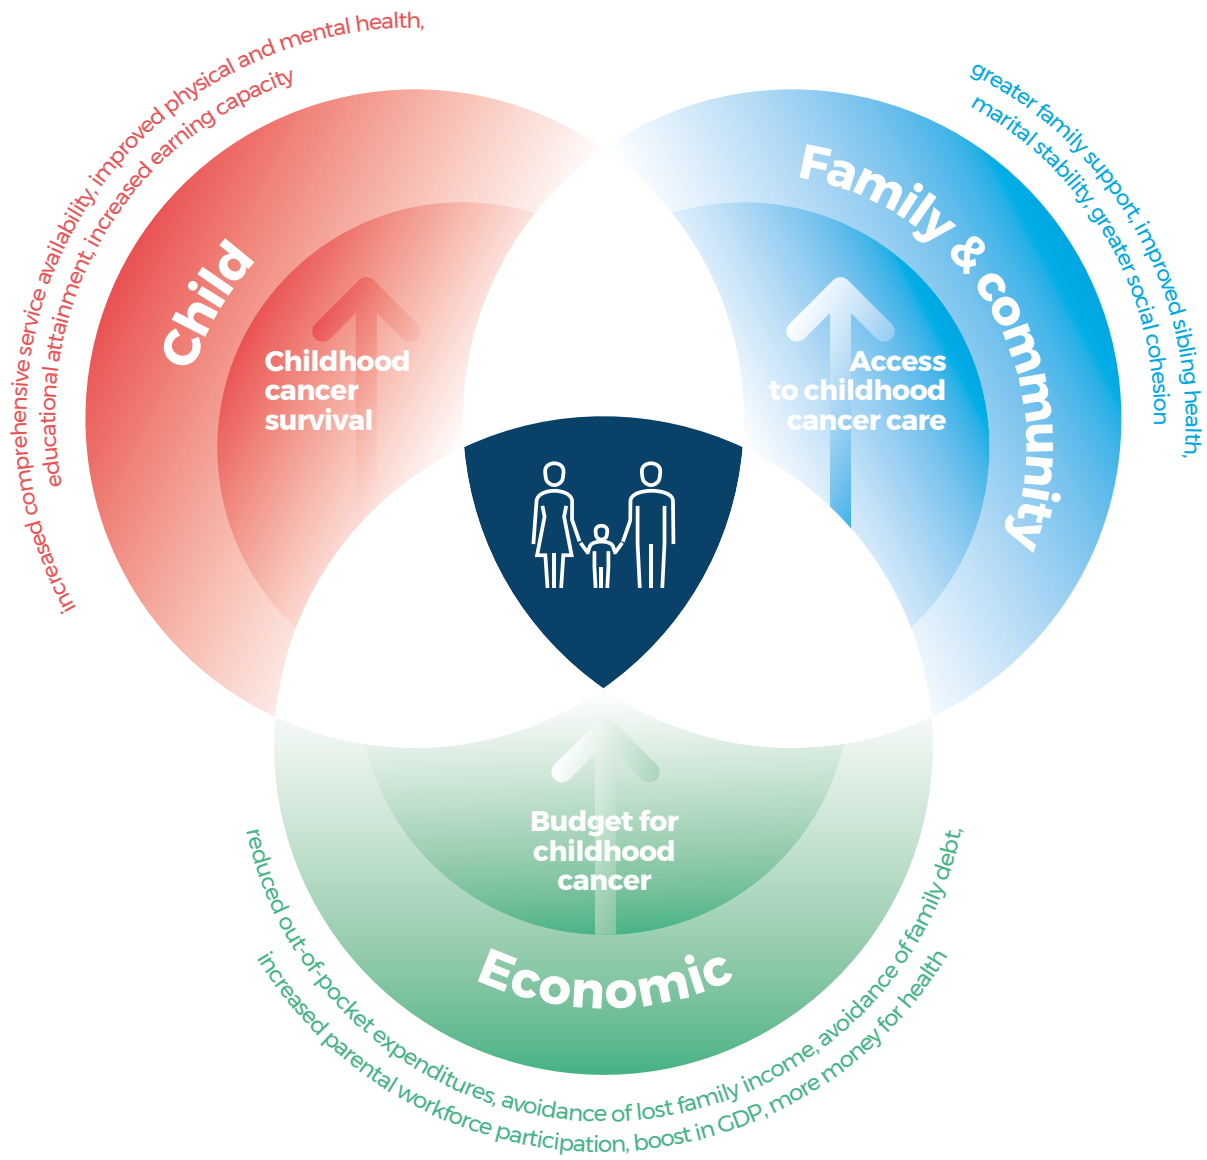 increased comprehensive service availability, improved physical and mental health,
educational attainment, increased earning capacity
Child
Childhood
cancer
survival
greater family support, improved sibling health,
marital stability, greater social cohesion
Family & community
Access
to childhood
cancer care
Budget for
childhood
cancer
Economic
reduced out-of-pocket expenditures, avoidance of lost family income, avoidance of family debt,
increased parental workforce participation, boost in GDP, more money for health